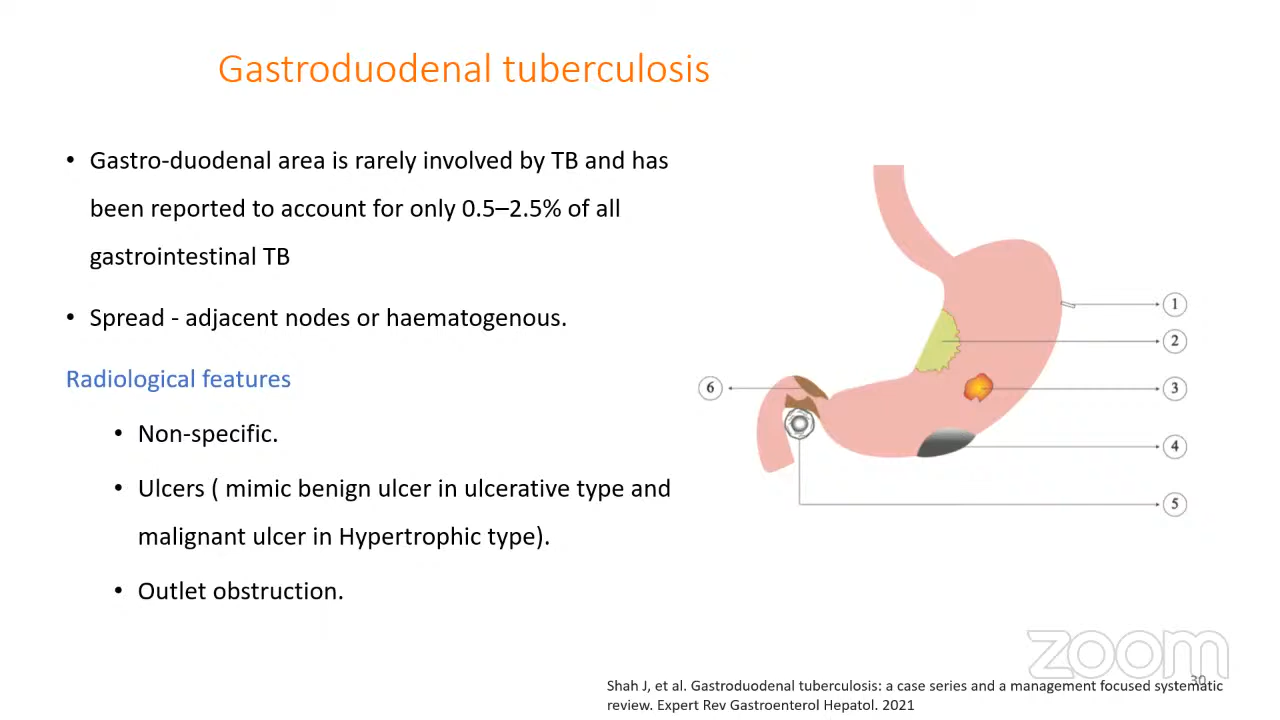 Gastroduodenal tuberculosis
• Gastro-duodenal area is rarely involved by TB and has
been reported to account for only 0.5–2.5% of all
gastrointestinal TB
• Spread - adjacent nodes or haematogenous.
Radiological features
• Non-specific.
• Ulcers ( mimic benign ulcer in ulcerative type and
malignant ulcer in Hypertrophic type).
• Outlet obstruction.
1
2
3
6
4
5
zoom
30
Shah J, et al. Gastroduodenal tuberculosis: a case series and a management focused systematic
review. Expert Rev Gastroenterol Hepatol. 2021